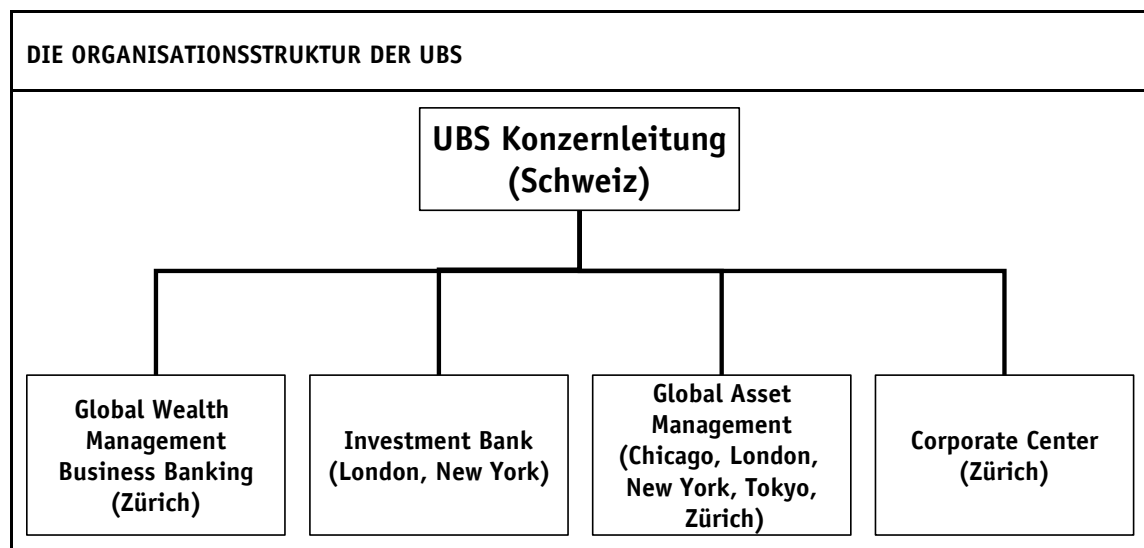 DIE ORGANISATIONSSTRUKTUR DER UBS
UBS Konzernleitung
(Schweiz)
Global Wealth
Management
Business Banking
(Zürich)
Investment Bank
(London, New York)
Global Asset
Management
(Chicago, London,
New York, Tokyo,
Zürich)
Corporate Center
(Zürich)